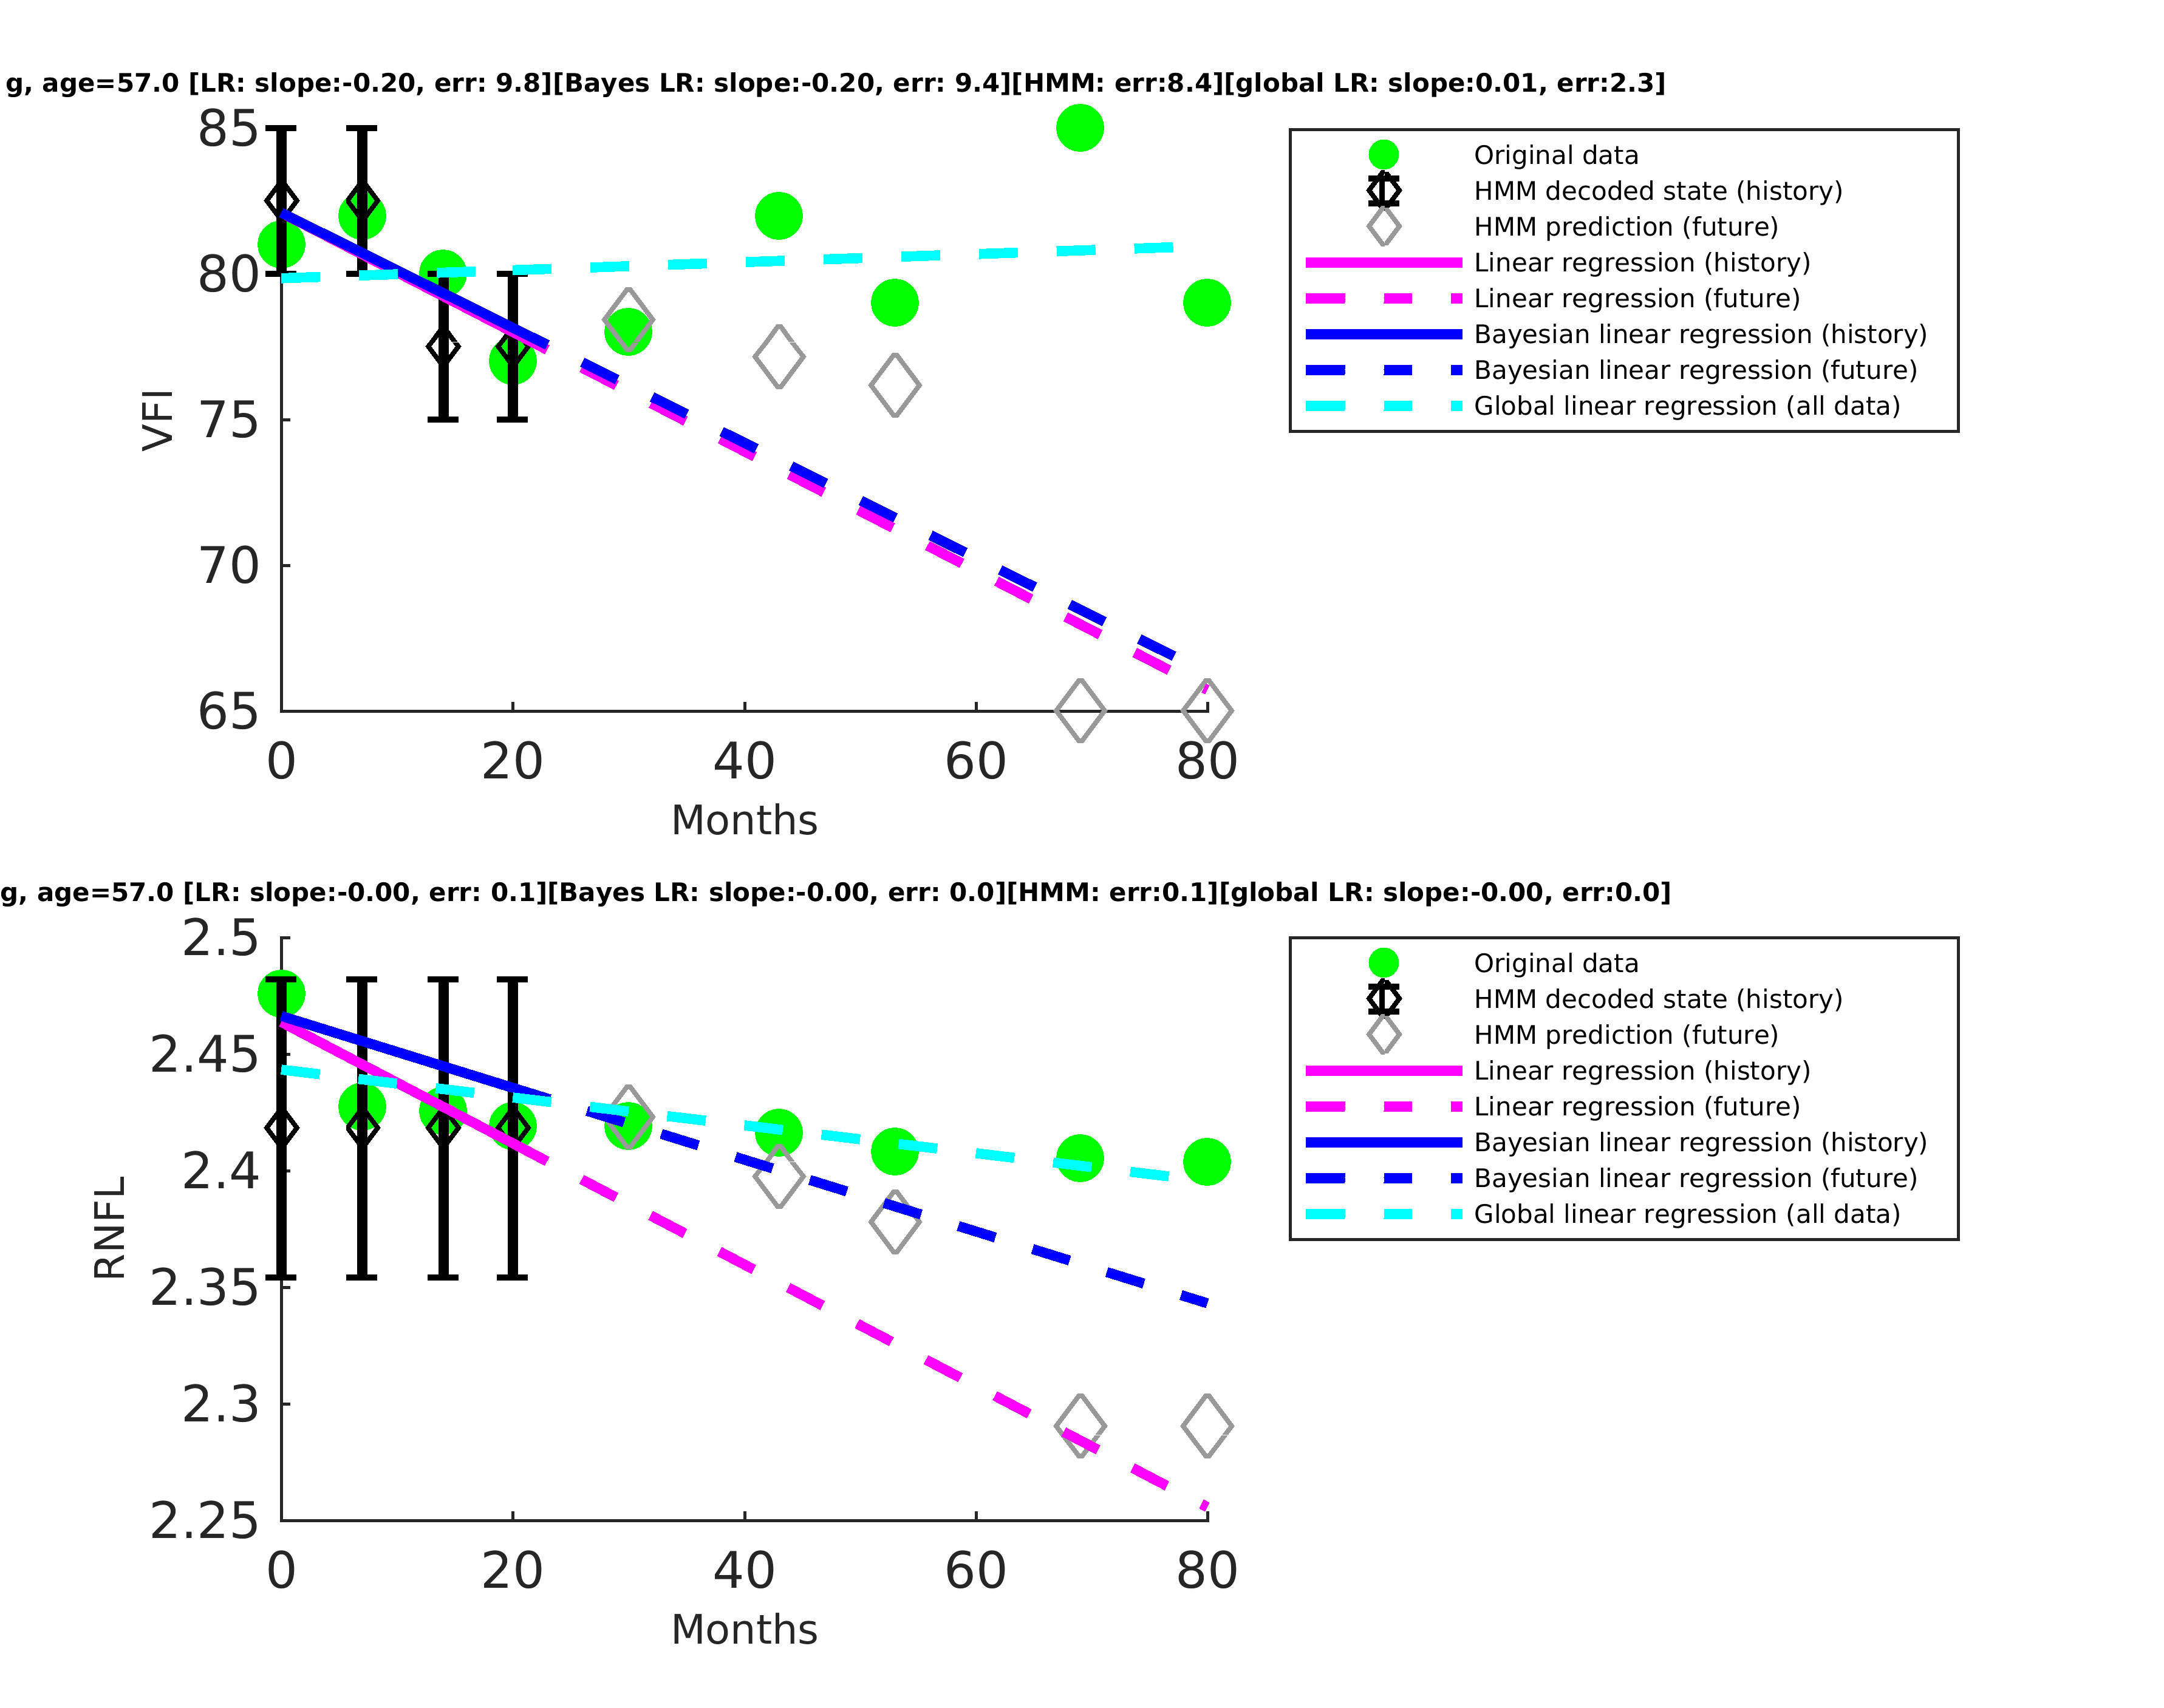 g, age=57.0 [LR: slope:-0.20, err: 9.8][Bayes LR: slope:-0.20, err: 9.4][HMM: err:8.4][global LR: slope:0.01, err:2.3]
85
80
75
70
65
VFI
0 20 40 60 80
Months
Original data
HMM decoded state (history)
HMM prediction (future)
Linear regression (history)
Linear regression (future)
Bayesian linear regression (history)
Bayesian linear regression (future)
Global linear regression (all data)
g, age=57.0 [LR: slope:-0.00, err: 0.1][Bayes LR: slope:-0.00, err: 0.0][HMM: err:0.1][global LR: slope:-0.00, err:0.0]
2.5
2.45
2.4
2.35
2.3
2.25
RNFL
0 20 40 60 80
Months
Original data
HMM decoded state (history)
HMM prediction (future)
Linear regression (history)
Linear regression (future)
Bayesian linear regression (history)
Bayesian linear regression (future)
Global linear regression (all data)